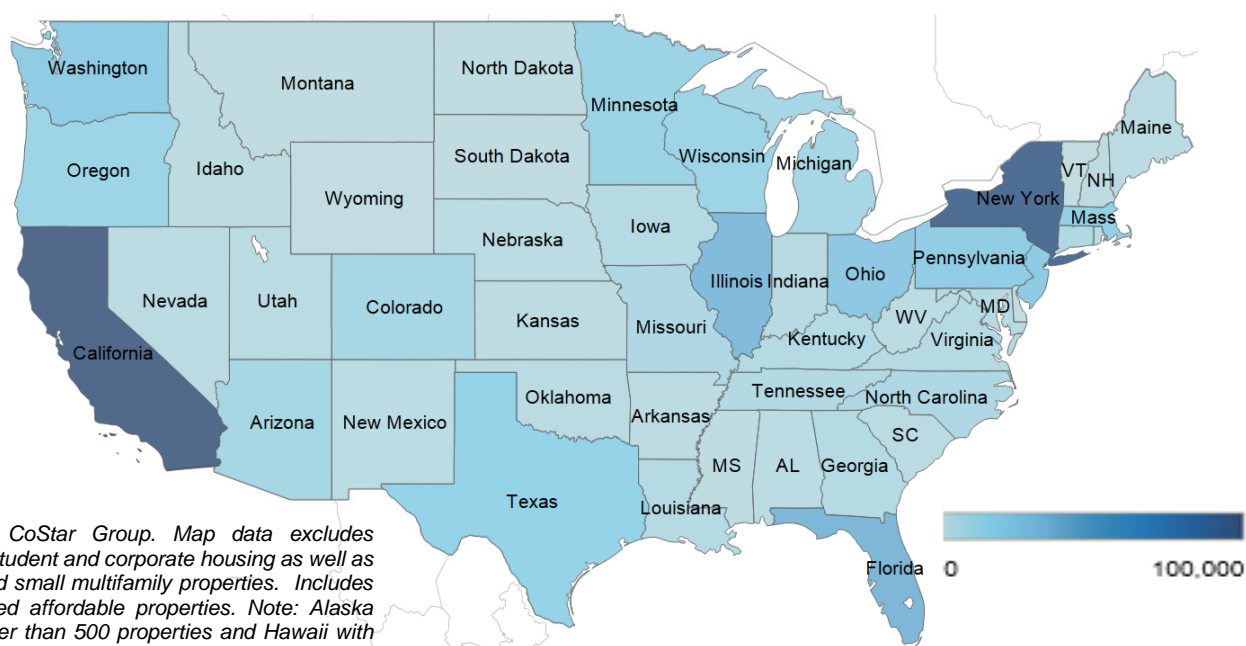 Washington
Montana
North Dakota
Minnesota
Maine
Oregon
Idaho
South Dakota
Wisconsin
Michigan
VT
NH
Wyoming
New York
Mass
Iowa
Nebraska
Pennsylvania
Nevada
Utah
Colorado
Illinois
Indiana
Ohio
Kansas
Missouri
WV
MD
California
Kentucky
Virginia
Arizona
New Mexico
Oklahoma
Arkansas
Tennessee
North Carolina
SC
MS
AL
Georgia
Texas
Louisiana
Florida
0
100,000
CoStar Group. Map data excludes
tudent and corporate housing as well as
d small multifamily properties. Includes
ed affordable properties. Note: Alaska
er than 500 properties and Hawaii with